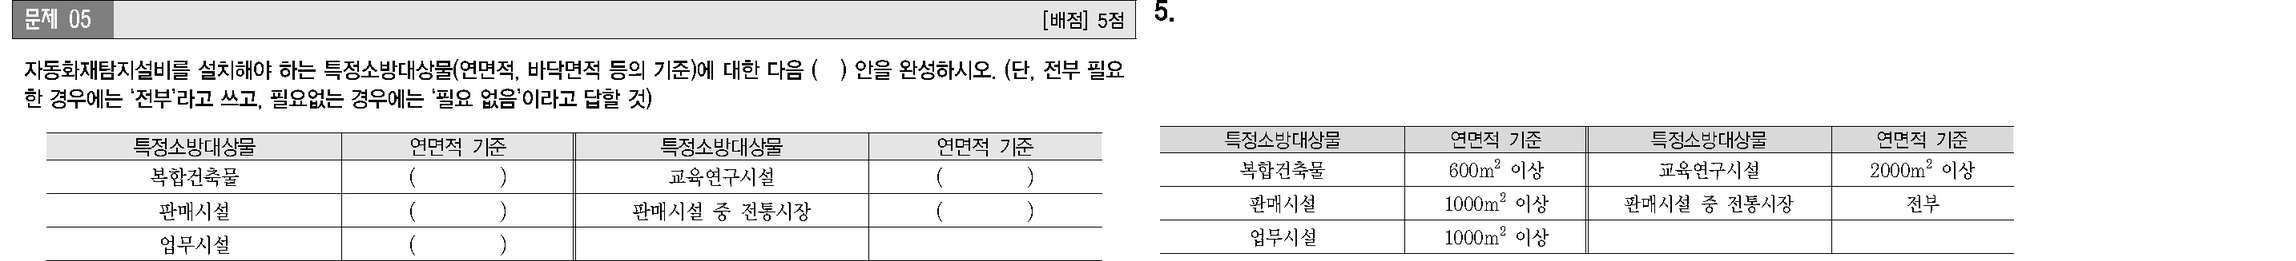 문제 05
[배점] 5점
자동화재탐지설비를 설치해야 하는 특정소방대상물(연면적, 바닥면적 등의 기준)에 대한 다음 ( ) 안을 완성하시오. (단, 전부 필요
한 경우에는 ‘전부’라고 쓰고, 필요없는 경우에는 ‘필요 없음’이라고 답할 것)
특정소방대상물 연면적 기준 특정소방대상물 연면적 기준
복합건축물 ( ) 교육연구시설 ( )
판매시설 ( ) 판매시설 중 전통시장 ( )
업무시설 ( )
5.
특정소방대상물 연면적 기준 특정소방대상물 연면적 기준
복합건축물 600m² 이상 교육연구시설 2000m² 이상
판매시설 1000m² 이상 판매시설 중 전통시장 전부
업무시설 1000m² 이상